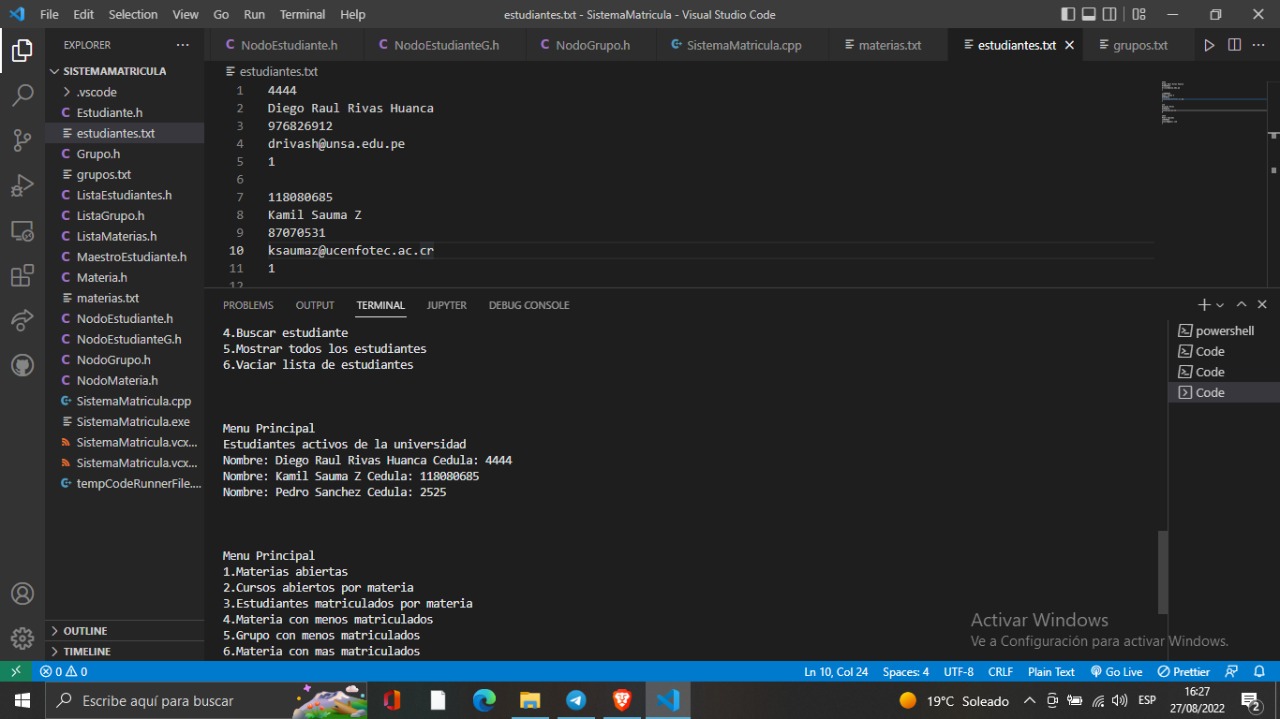 File Edit Selection View Go Run Terminal Help estudiantes.txt - SistemaMatricula - Visual Studio Code
EXPLORER ···
NodoEstudiante.h NodoEstudianteG.h NodoGrupo.h SistemaMatricula.cpp materias.txt estudiantes.txt grupos.txt
SISTEMAMATRICULA
.vscode
Estudiante.h
estudiantes.txt
Grupo.h
grupos.txt
ListaEstudiantes.h
ListaGrupo.h
ListaMaterias.h
MaestroEstudiante.h
Materia.h
materias.txt
NodoEstudiante.h
NodoEstudianteG.h
NodoGrupo.h
NodoMateria.h
SistemaMatricula.cpp
SistemaMatricula.exe
SistemaMatricula.vcx...
SistemaMatricula.vcx...
tempCodeRunnerFile....
OUTLINE
TIMELINE
estudiantes.txt
1 4444
2 Diego Raul Rivas Huanca
3 976826912
4 drivash@unsa.edu.pe
5 1
6
7 118080685
8 Kamil Sauma Z
9 87070531
10 ksaumaz@ucenfotec.ac.cr
11 1
12
PROBLEMS OUTPUT TERMINAL JUPYTER DEBUG CONSOLE
4.Buscar estudiante
5.Mostrar todos los estudiantes
6.Vaciar lista de estudiantes
Menu Principal
Estudiantes activos de la universidad
Nombre: Diego Raul Rivas Huanca Cedula: 4444
Nombre: Kamil Sauma Z Cedula: 118080685
Nombre: Pedro Sanchez Cedula: 2525
Menu Principal
1.Materias abiertas
2.Cursos abiertos por materia
3.Estudiantes matriculados por materia
4.Materia con menos matriculados
5.Grupo con menos matriculados
6.Materia con mas matriculados
powershell
Code
Code
Code
Activar Windows
Ve a Configuración para activar Windows.
0 0 Ln 10, Col 24 Spaces: 4 UTF-8 CRLF Plain Text Go Live Prettier
Escribe aquí para buscar
19°C Soleado ESP
16:27
27/08/2022
2